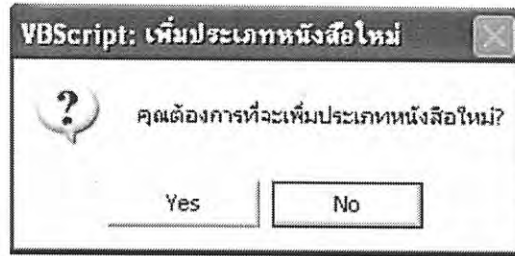 VBScript: เพิ่มประเภทหนังสือใหม่
คุณต้องการที่จะเพิ่มประเภทหนังสือใหม่?
Yes No